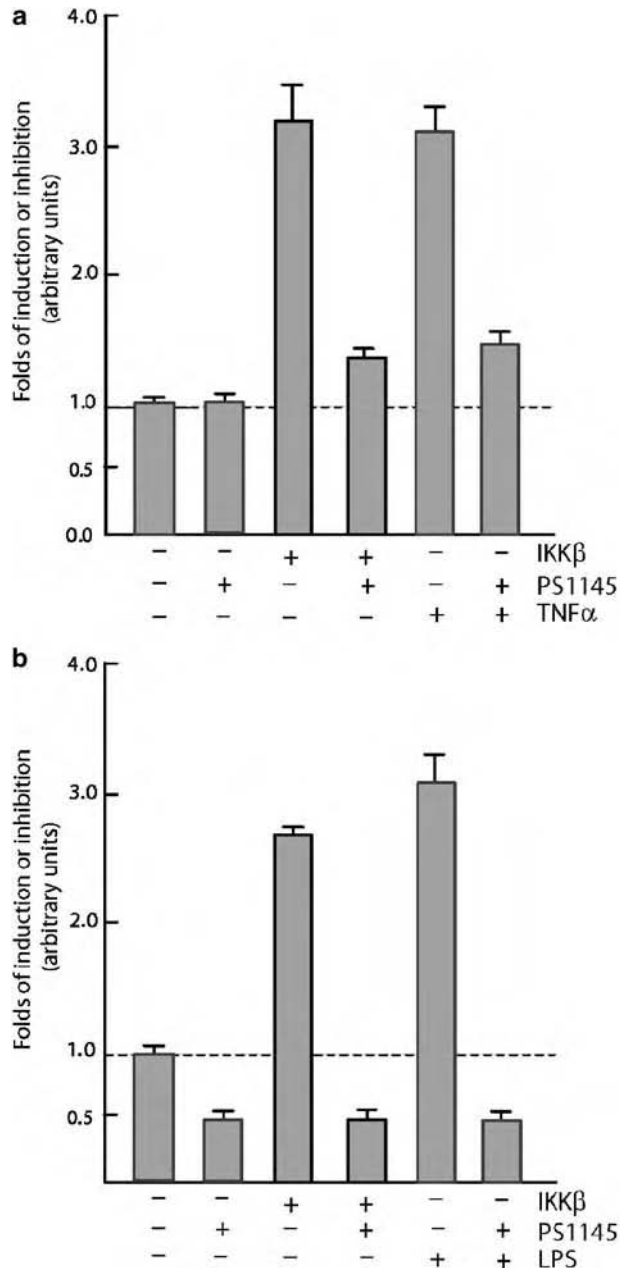 a
Folds of induction or inhibition
(arbitrary units)
4.0
3.0
2.0
1.0
0.5
0.0
– – + + – – IKKβ
– + – + – + PS1145
– – – – + + TNFα
b
Folds of induction or inhibition
(arbitrary units)
4.0
3.0
2.0
1.0
0.5
– – + + – – IKKβ
– + – + – + PS1145
– – – – + + LPS